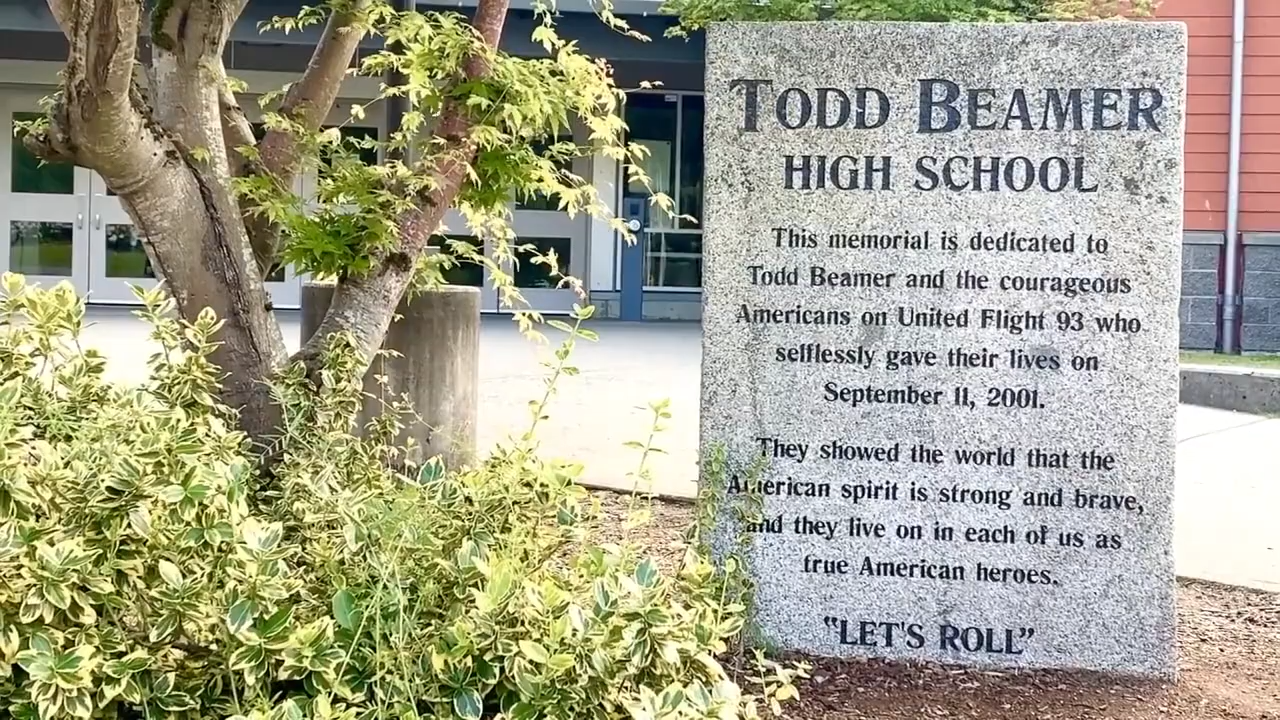 TODD BEAMER
HIGH SCHOOL
This memorial is dedicated to
Todd Beamer and the courageous
Americans on United Flight 93 who
selflessly gave their lives on
September 11, 2001.
They showed the world that the
American spirit is strong and brave,
and they live on in each of us as
true American heroes.
"LET'S ROLL"